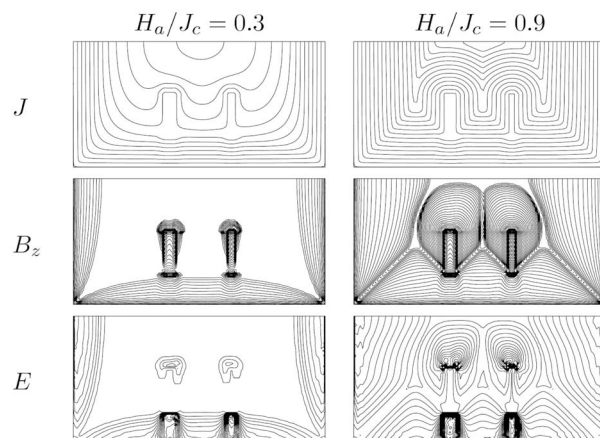 H_a/J_c = 0.3
H_a/J_c = 0.9
J
B_z
E